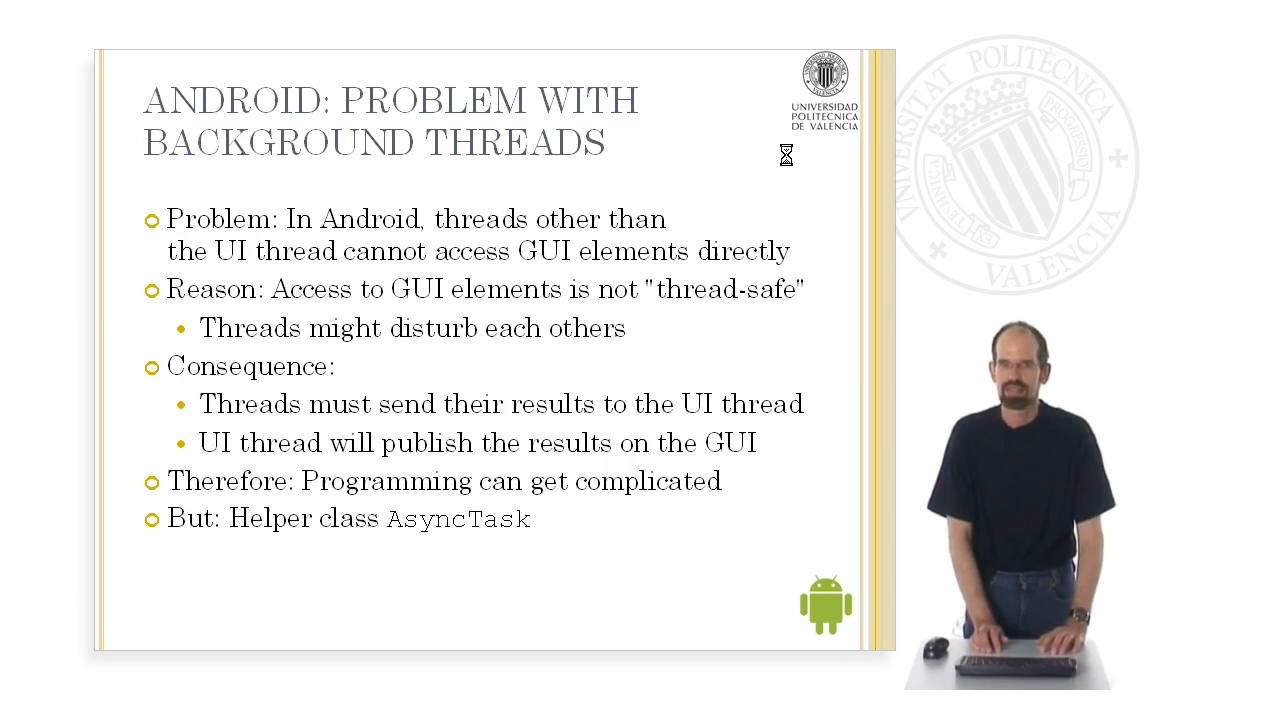 ANDROID: PROBLEM WITH
BACKGROUND THREADS
UNIVERSIDAD
POLITECNICA
DE VALENCIA
Problem: In Android, threads other than
the UI thread cannot access GUI elements directly
Reason: Access to GUI elements is not "thread-safe"
Threads might disturb each others
Consequence:
Threads must send their results to the UI thread
UI thread will publish the results on the GUI
Therefore: Programming can get complicated
But: Helper class AsyncTask
UNIVERSITAT POLITÈCNICA
VALÈNCIA